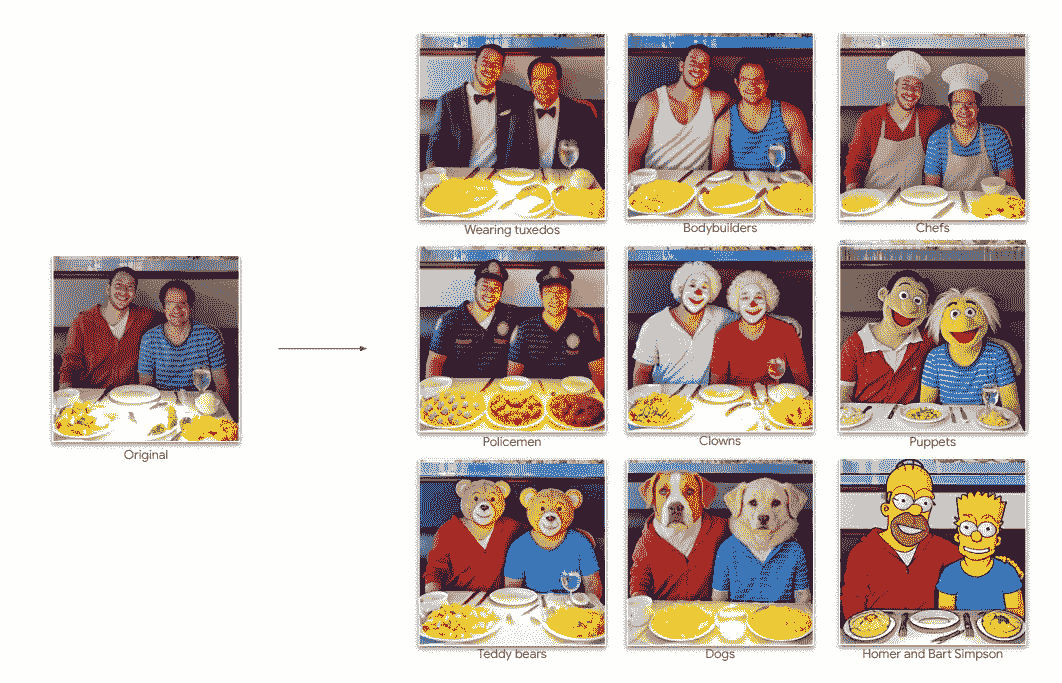 Wearing tuxedos
Bodybuilders
Chefs
Original
Policemen
Clowns
Puppets
Teddy bears
Dogs
Homer and Bart Simpson